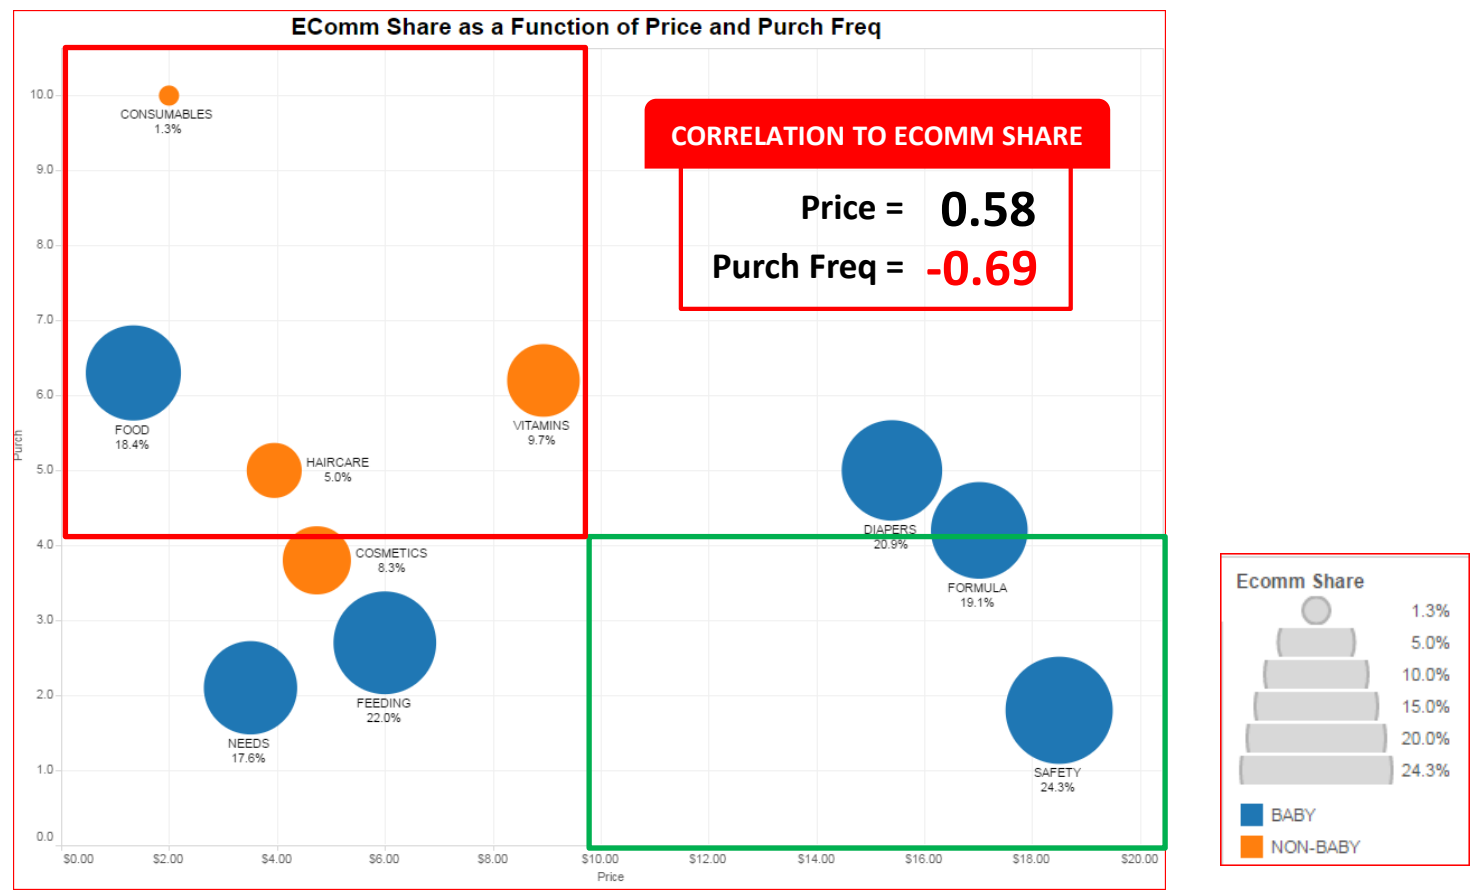 EComm Share as a Function of Price and Purch Freq
10.0
9.0
8.0
7.0
6.0
5.0
4.0
3.0
2.0
1.0
0.0
Purch
CONSUMABLES
1.3%
CORRELATION TO ECOMM SHARE
Price = 0.58
Purch Freq = -0.69
FOOD
18.4%
VITAMINS
9.7%
HAIRCARE
5.0%
COSMETICS
8.3%
DIAPERS
20.9%
FORMULA
19.1%
FEEDING
22.0%
NEEDS
17.6%
SAFETY
24.3%
$0.00 $2.00 $4.00 $6.00 $8.00 $10.00 $12.00 $14.00 $16.00 $18.00 $20.00
Price
Ecomm Share
1.3%
5.0%
10.0%
15.0%
20.0%
24.3%
BABY
NON-BABY